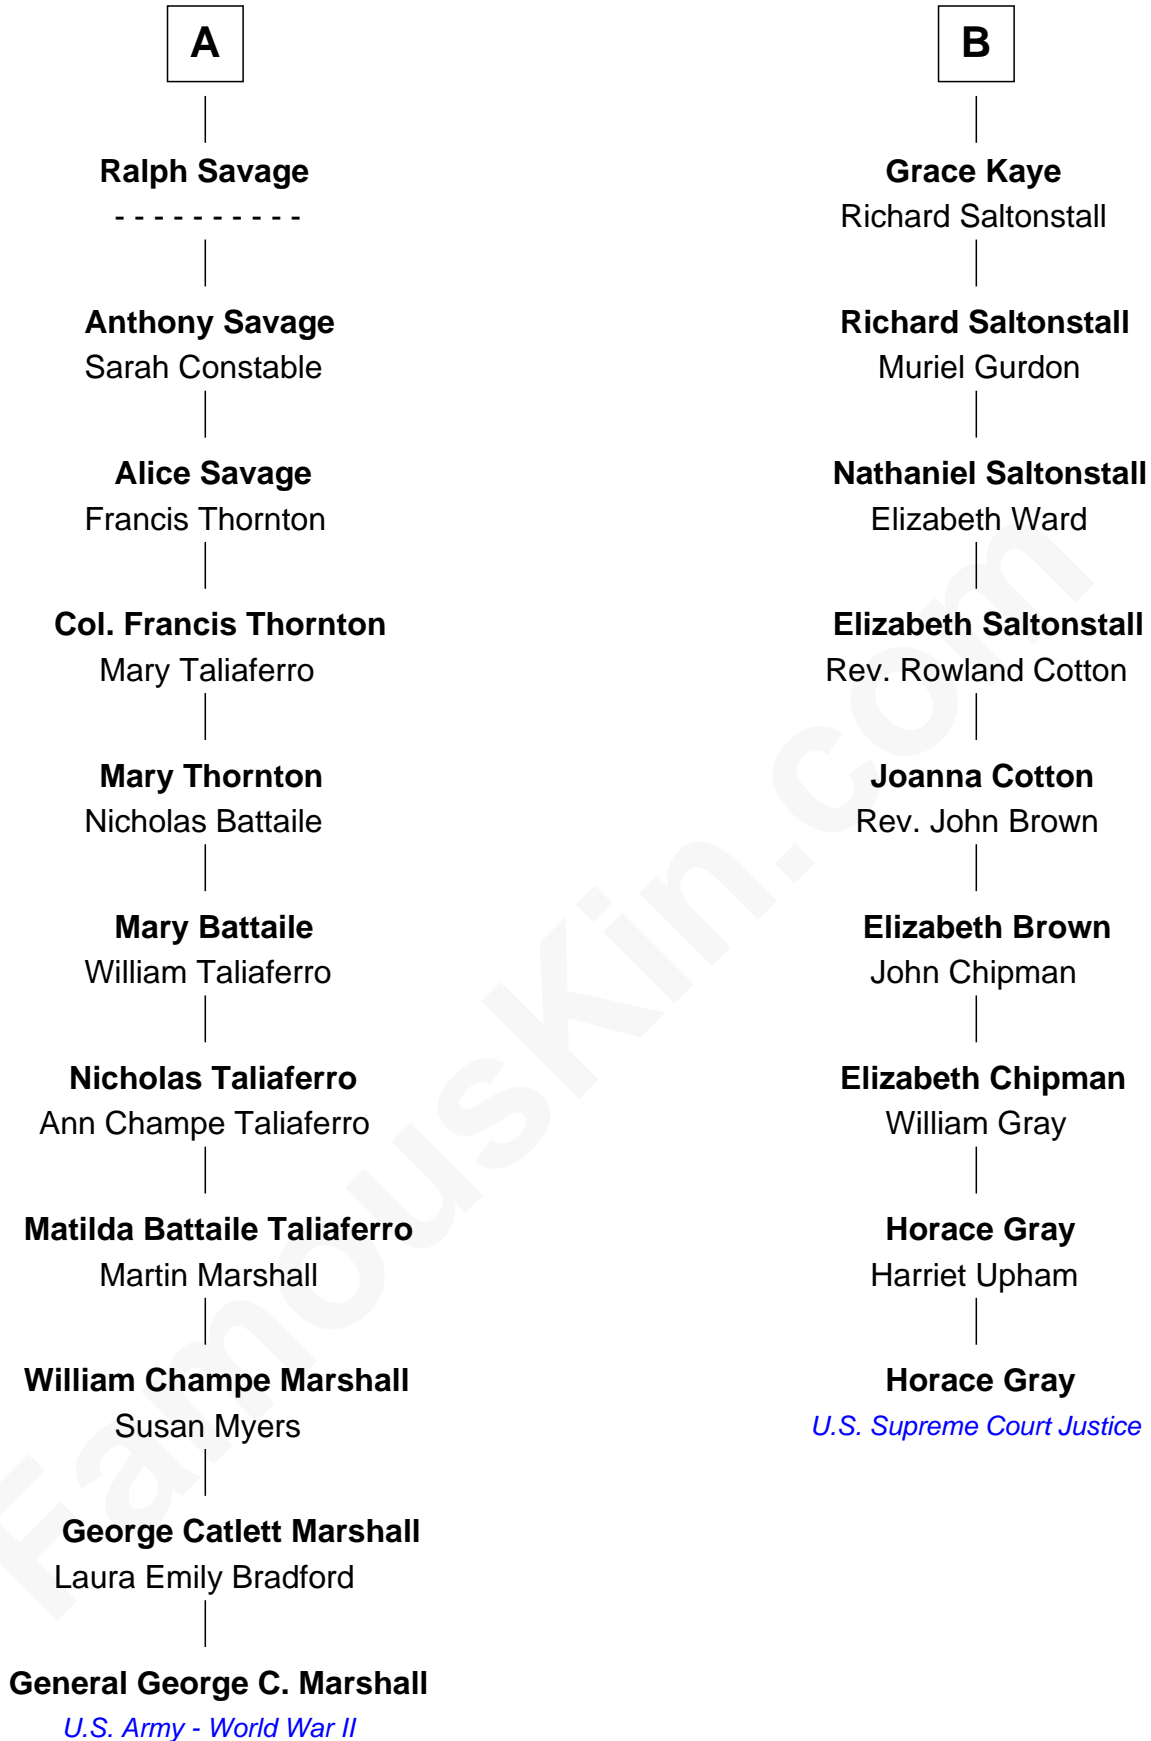 A
Ralph Savage
- - - - - - - - - -
Anthony Savage
Sarah Constable
Alice Savage
Francis Thornton
Col. Francis Thornton
Mary Taliaferro
Mary Thornton
Nicholas Battaile
Mary Battaile
William Taliaferro
Nicholas Taliaferro
Ann Champe Taliaferro
Matilda Battaile Taliaferro
Martin Marshall
William Champe Marshall
Susan Myers
George Catlett Marshall
Laura Emily Bradford
General George C. Marshall
U.S. Army - World War II
B
Grace Kaye
Richard Saltonstall
Richard Saltonstall
Muriel Gurdon
Nathaniel Saltonstall
Elizabeth Ward
Elizabeth Saltonstall
Rev. Rowland Cotton
Joanna Cotton
Rev. John Brown
Elizabeth Brown
John Chipman
Elizabeth Chipman
William Gray
Horace Gray
Harriet Upham
Horace Gray
U.S. Supreme Court Justice
FamousKin.com